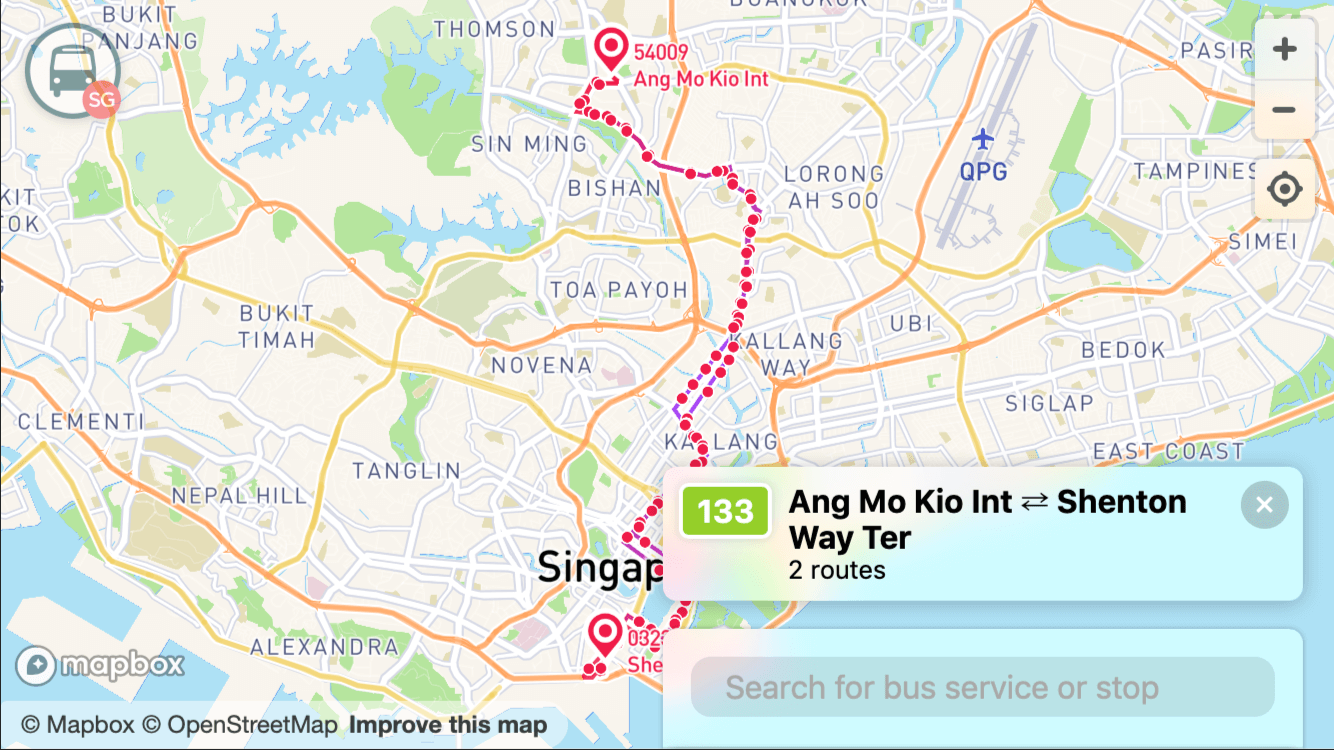 BUKIT
PANJANG
THOMSON
54009
Ang Mo Kio Int
PASIR
SG
SIN MING
BISHAN
LORONG
AH SOO
QPG
TAMPINES
SIMEI
TOA PAYOH
BUKIT
TIMAH
NOVENA
KALLANG
WAY
UBI
BEDOK
SIGLAP
CLEMENTI
KALLANG
EAST COAST
TANGLIN
NEPAL HILL
133
Ang Mo Kio Int ⇄ Shenton
Way Ter
2 routes
Singap
ALEXANDRA
She
mapbox
Search for bus service or stop
© Mapbox © OpenStreetMap Improve this map